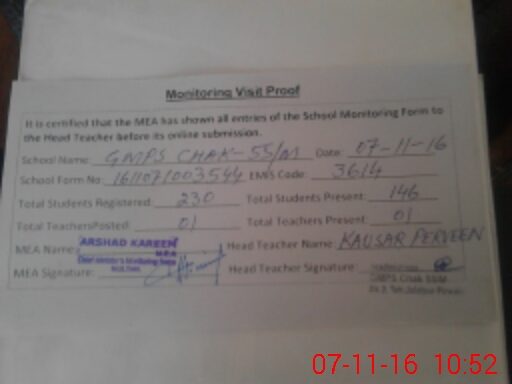 Monitoring Visit Proof
It is certified that the MEA has shown all entries of the School Monitoring Form to
the Head Teacher before its online submission.
School Name: GMPS CHAK-55/M Date: 07-11-16
School Form No: 1611071003544 EMIS Code: 3614
Total Students Registered: 230 Total Students Present: 146
Total Teachers Posted: 01 Total Teachers Present: 01
MEA Name: ARSHAD KAREEM Head Teacher Name: KAUSAR PERVEEN
M.E.A
MEA Signature: Head Teacher Signature
GMPS Chak 55/M
07-11-16 10:52